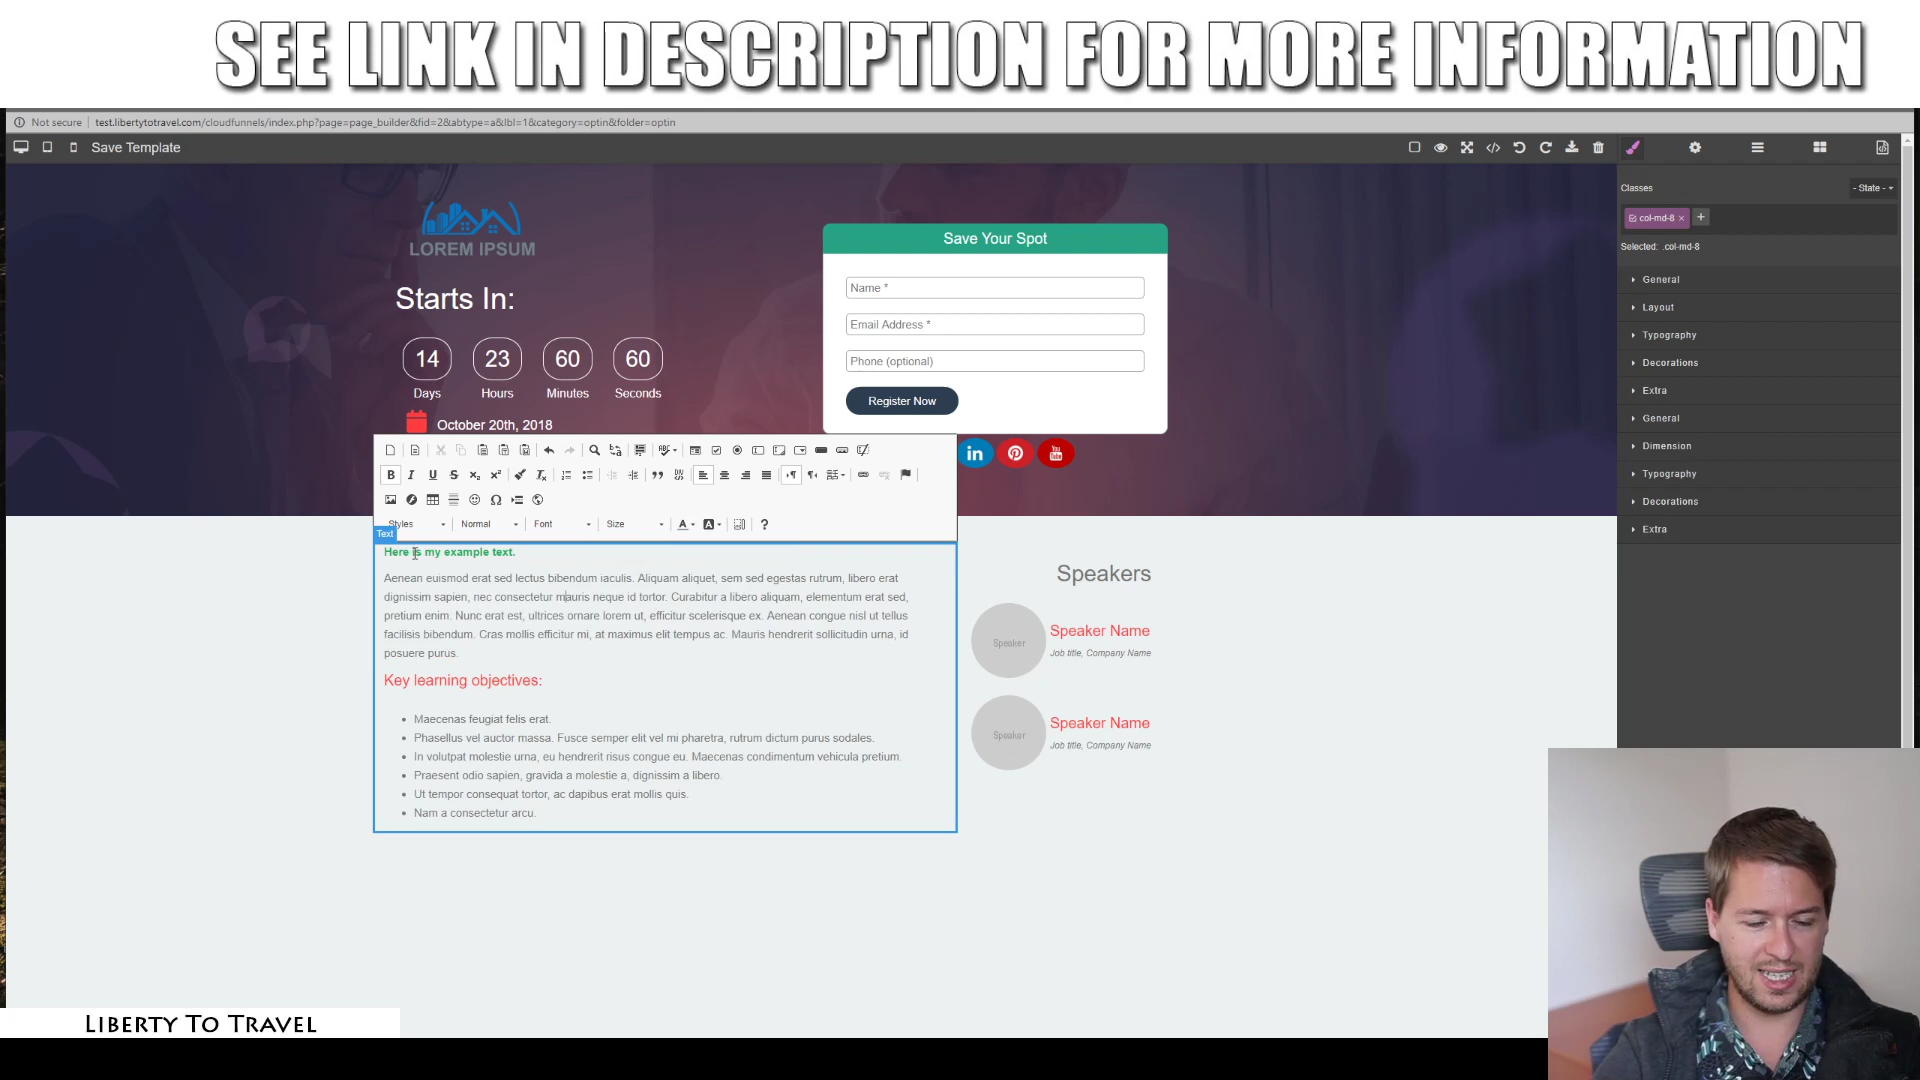 SEE LINK IN DESCRIPTION FOR MORE INFORMATION
Not secure test.libertytotravel.com/cloudfunnels/index.php?page=page_builder&fid=2&abtype=a&lbl=1&category=optin&folder=optin
Save Template
LOREM IPSUM
Starts In:
14 23 60 60
Days Hours Minutes Seconds
October 20th, 2018
Save Your Spot
Name *
Email Address *
Phone (optional)
Register Now
in
You Tube
Styles Normal Font Size
Text
Here is my example text.
Aenean euismod erat sed lectus bibendum iaculis. Aliquam aliquet, sem sed egestas rutrum, libero erat
dignissim sapien, nec consectetur mauris neque id tortor. Curabitur a libero aliquam, elementum erat sed,
pretium enim. Nunc erat est, ultrices ornare lorem ut, efficitur scelerisque ex. Aenean congue nisl ut tellus
facilisis bibendum. Cras mollis efficitur mi, at maximus elit tempus ac. Mauris hendrerit sollicitudin urna, id
posuere purus.
Key learning objectives:
• Maecenas feugiat felis erat.
• Phasellus vel auctor massa. Fusce semper elit vel mi pharetra, rutrum dictum purus sodales.
• In volutpat molestie urna, eu hendrerit risus congue eu. Maecenas condimentum vehicula pretium.
• Praesent odio sapien, gravida a molestie a, dignissim a libero.
• Ut tempor consequat tortor, ac dapibus erat mollis quis.
• Nam a consectetur arcu.
Speakers
Speaker
Speaker Name
Job title, Company Name
Speaker
Speaker Name
Job title, Company Name
Classes
- State -
col-md-8 x +
Selected: .col-md-8
General
Layout
Typography
Decorations
Extra
General
Dimension
Typography
Decorations
Extra
LIBERTY TO TRAVEL